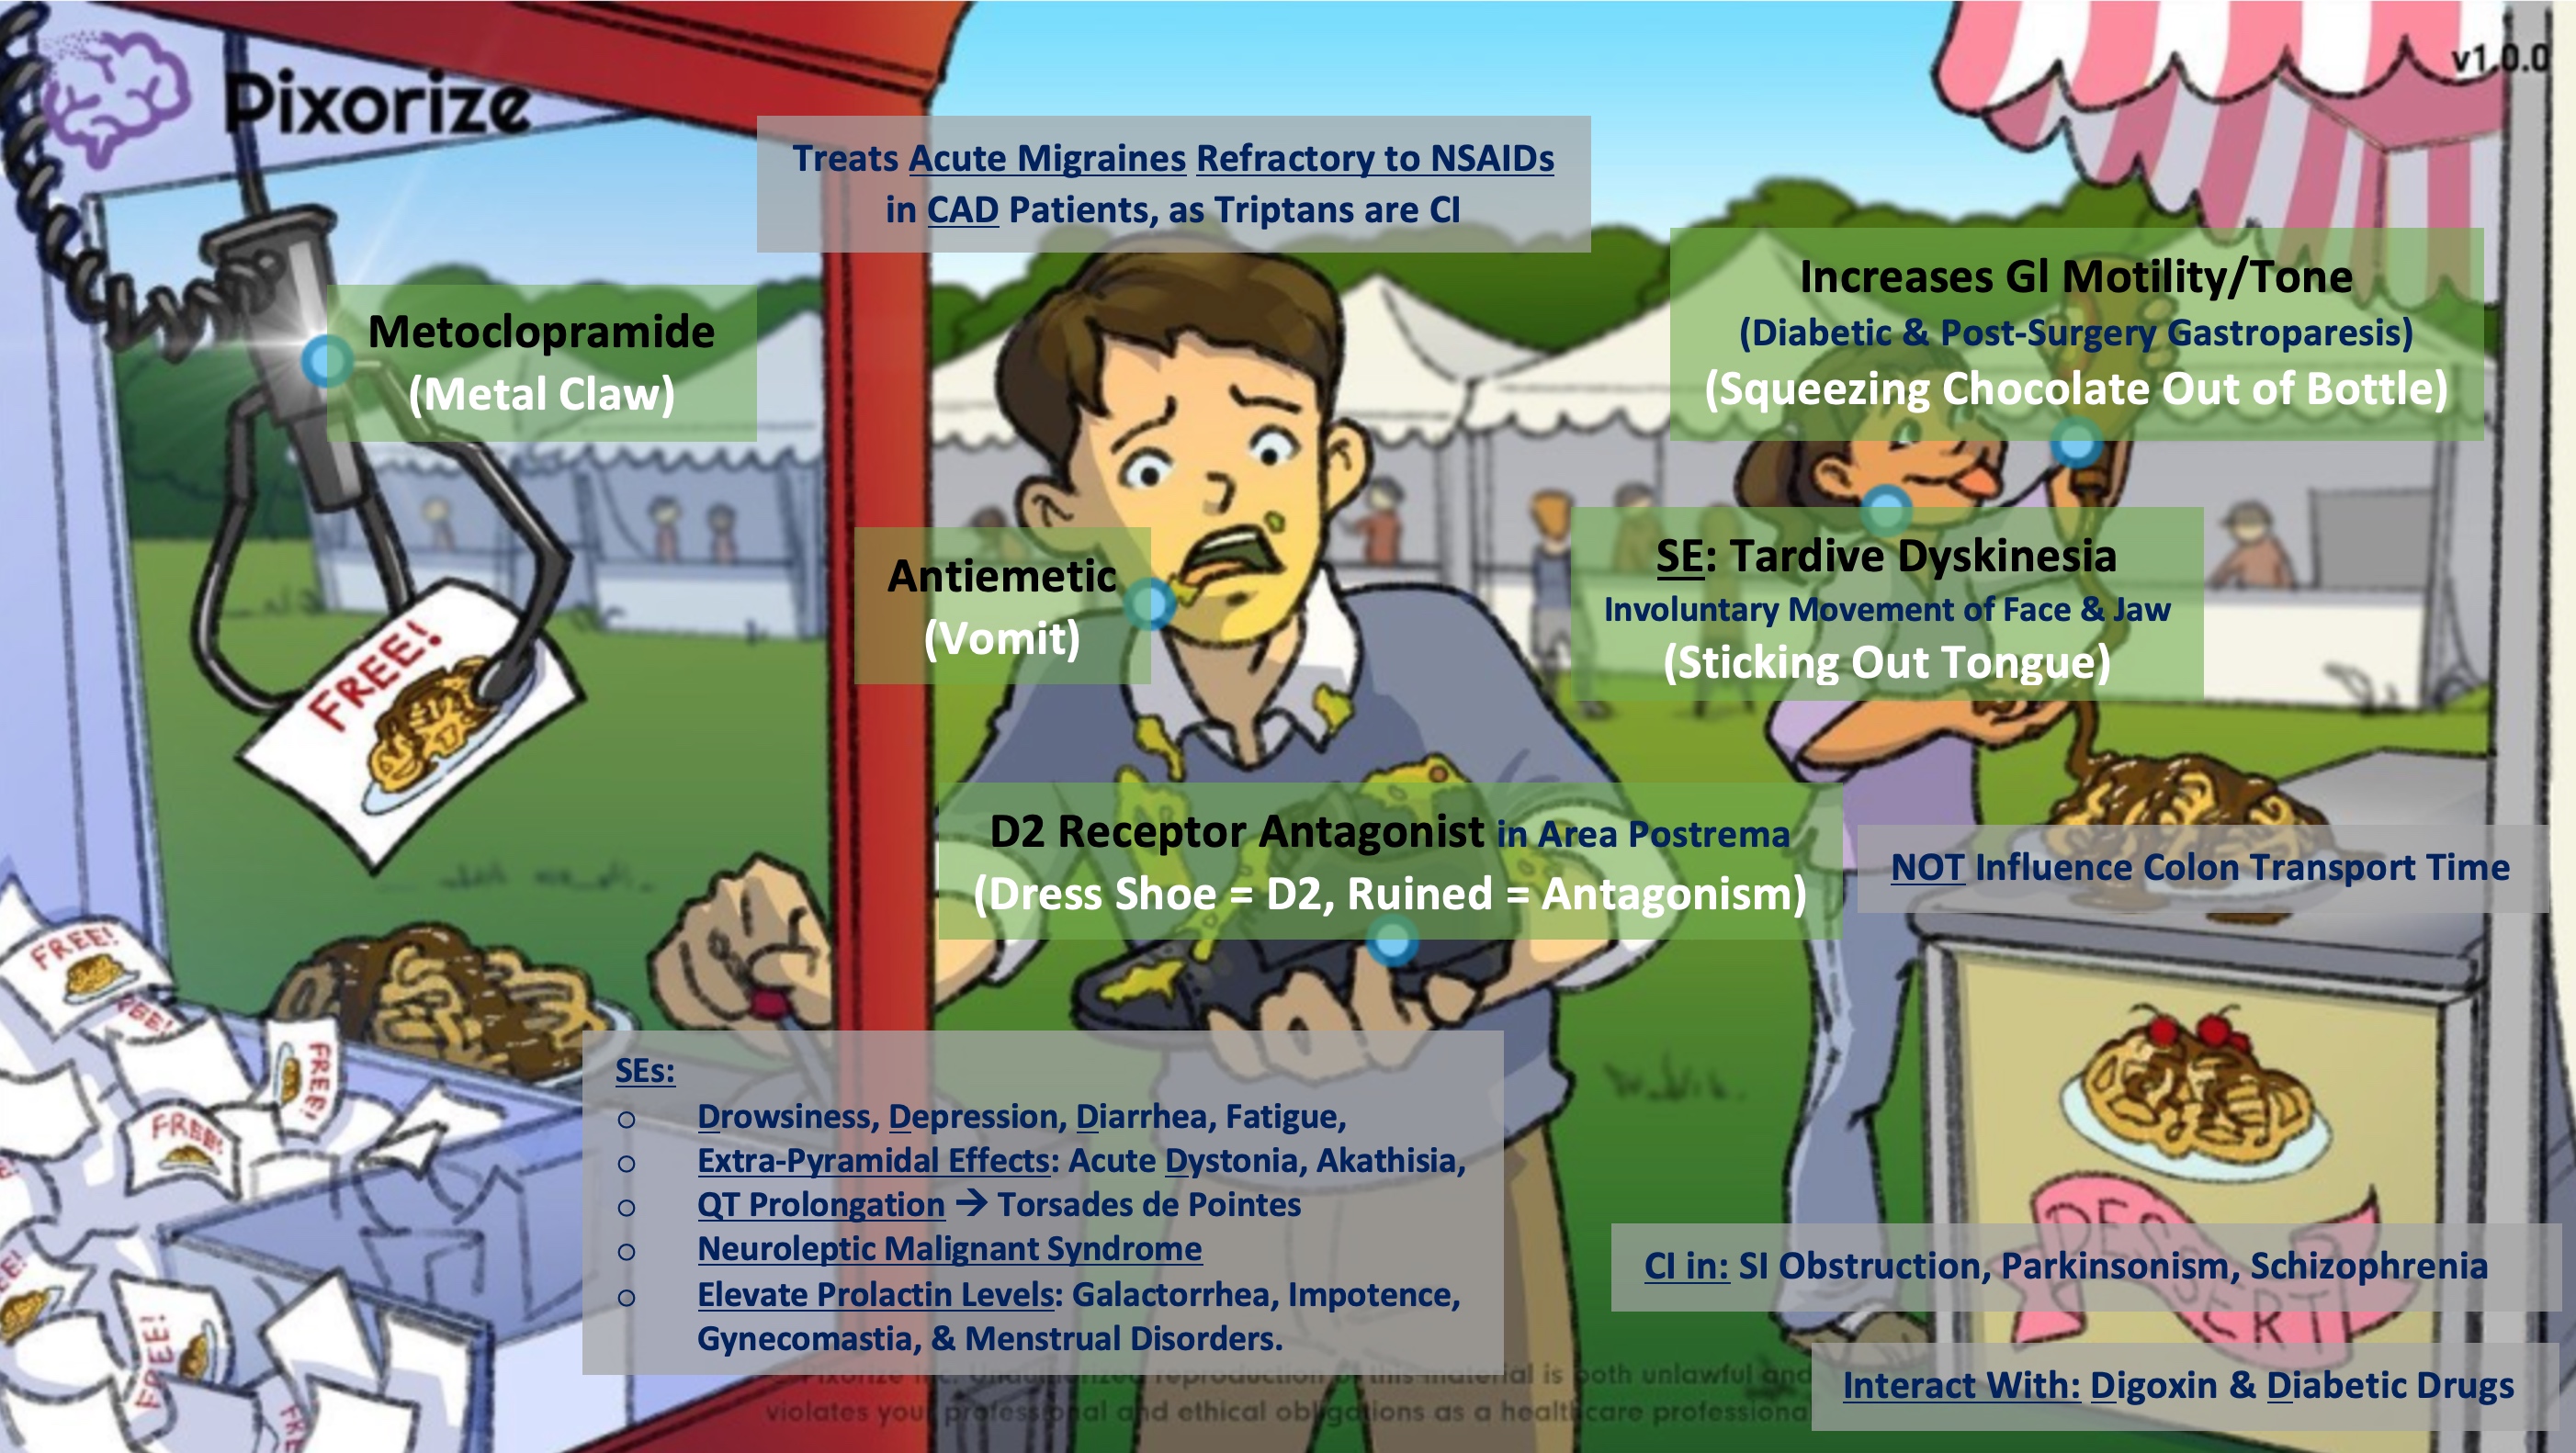 Pixorize
v1.0.0
Treats Acute Migraines Refractory to NSAIDs
in CAD Patients, as Triptans are CI
Metoclopramide
(Metal Claw)
Increases GI Motility/Tone
(Diabetic & Post-Surgery Gastroparesis)
(Squeezing Chocolate Out of Bottle)
Antiemetic
(Vomit)
SE: Tardive Dyskinesia
Involuntary Movement of Face & Jaw
(Sticking Out Tongue)
FREE!
D2 Receptor Antagonist in Area Postrema
(Dress Shoe = D2, Ruined = Antagonism)
NOT Influence Colon Transport Time
FREE!
FREE!
FREE!
SEs:
o Drowsiness, Depression, Diarrhea, Fatigue,
o Extra-Pyramidal Effects: Acute Dystonia, Akathisia,
o QT Prolongation → Torsades de Pointes
o Neuroleptic Malignant Syndrome
o Elevate Prolactin Levels: Galactorrhea, Impotence,
Gynecomastia, & Menstrual Disorders.
FREE!
DESSERT
CI in: SI Obstruction, Parkinsonism, Schizophrenia
Interact With: Digoxin & Diabetic Drugs
reproduction of this material is both unlawful and
violates your professional and ethical obligations as a healthcare professional